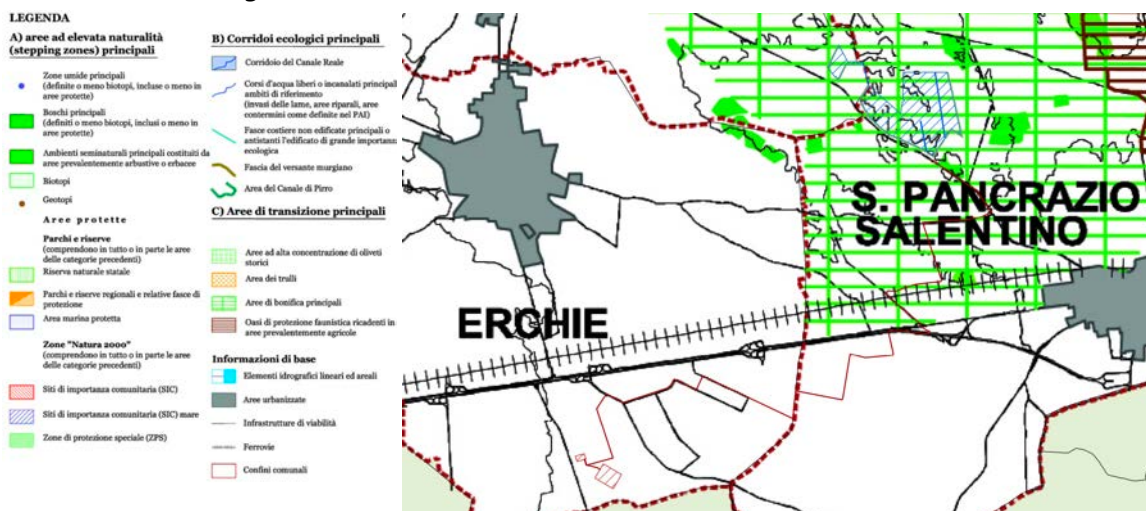 LEGENDA
A) aree ad elevata naturalità
(stepping zones) principali
Zone umide principali
(definite o meno biotopi, incluse o meno in
aree protette)
Boschi principali
(definiti o meno biotopi, inclusi o meno in
aree protette)
Ambienti seminaturali principali costituiti da
aree prevalentemente arbustive o erbacee
Biotopi
Geotopi
Aree protette
Parchi e riserve
(comprendono in tutto o in parte le aree
delle categorie precedenti)
Riserva naturale statale
Parchi e riserve regionali e relative fasce di
protezione
Area marina protetta
Zone "Natura 2000"
(comprendono in tutto o in parte le aree
delle categorie precedenti)
Siti di importanza comunitaria (SIC)
Siti di importanza comunitaria (SIC) mare
Zone di protezione speciale (ZPS)
B) Corridoi ecologici principali
Corridoio del Canale Reale
Corsi d'acqua liberi o incanalati principali
ambiti di riferimento
(invasi delle lame, aree riparali, aree
contermini come definite nel PAI)
Fasce costiere non edificate principali o
antistanti l'edificato di grande importanza
ecologica
Fascia del versante murgiano
Area del Canale di Pirro
C) Aree di transizione principali
Aree ad alta concentrazione di oliveti
storici
Area dei trulli
Aree di bonifica principali
Oasi di protezione faunistica ricadenti in
aree prevalentemente agricole
Informazioni di base
Elementi idrografici lineari ed areali
Aree urbanizzate
Infrastrutture di viabilità
Ferrovie
Confini comunali
S. PANCRAZIO
SALENTINO
ERCHIE